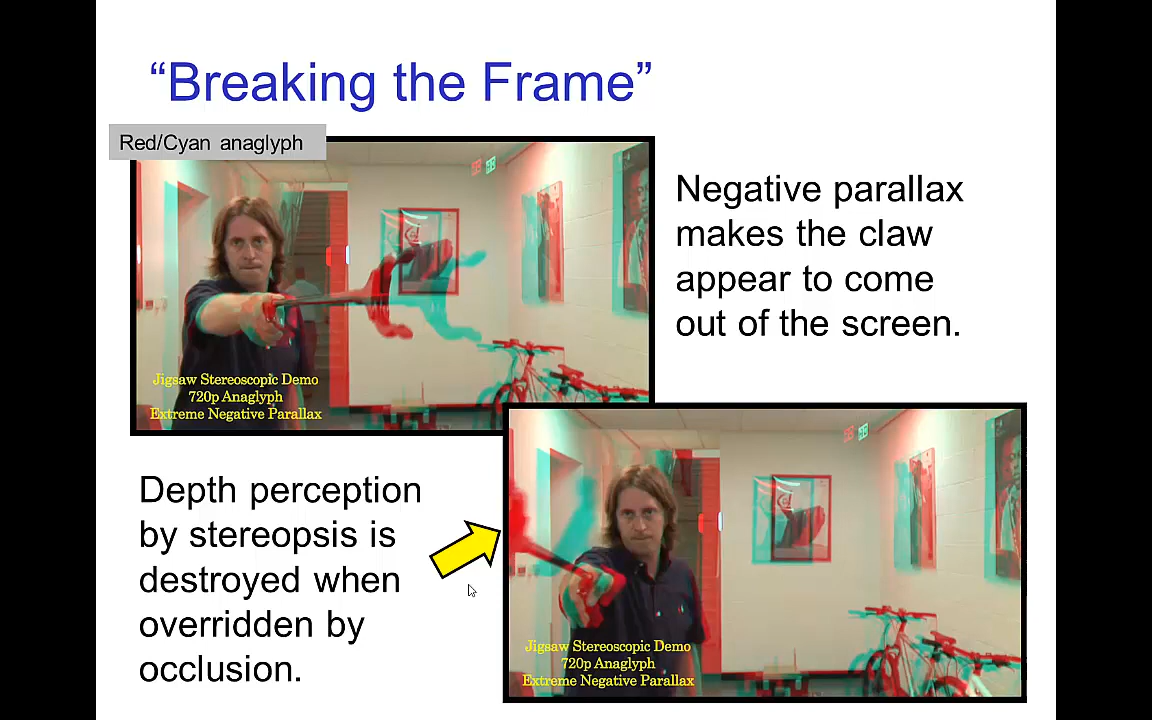 “Breaking the Frame”
Red/Cyan anaglyph
Negative parallax
makes the claw
appear to come
out of the screen.
Jigsaw Stereoscopic Demo
720p Anaglyph
Extreme Negative Parallax
Depth perception
by stereopsis is
destroyed when
overridden by
occlusion.
Jigsaw Stereoscopic Demo
720p Anaglyph
Extreme Negative Parallax